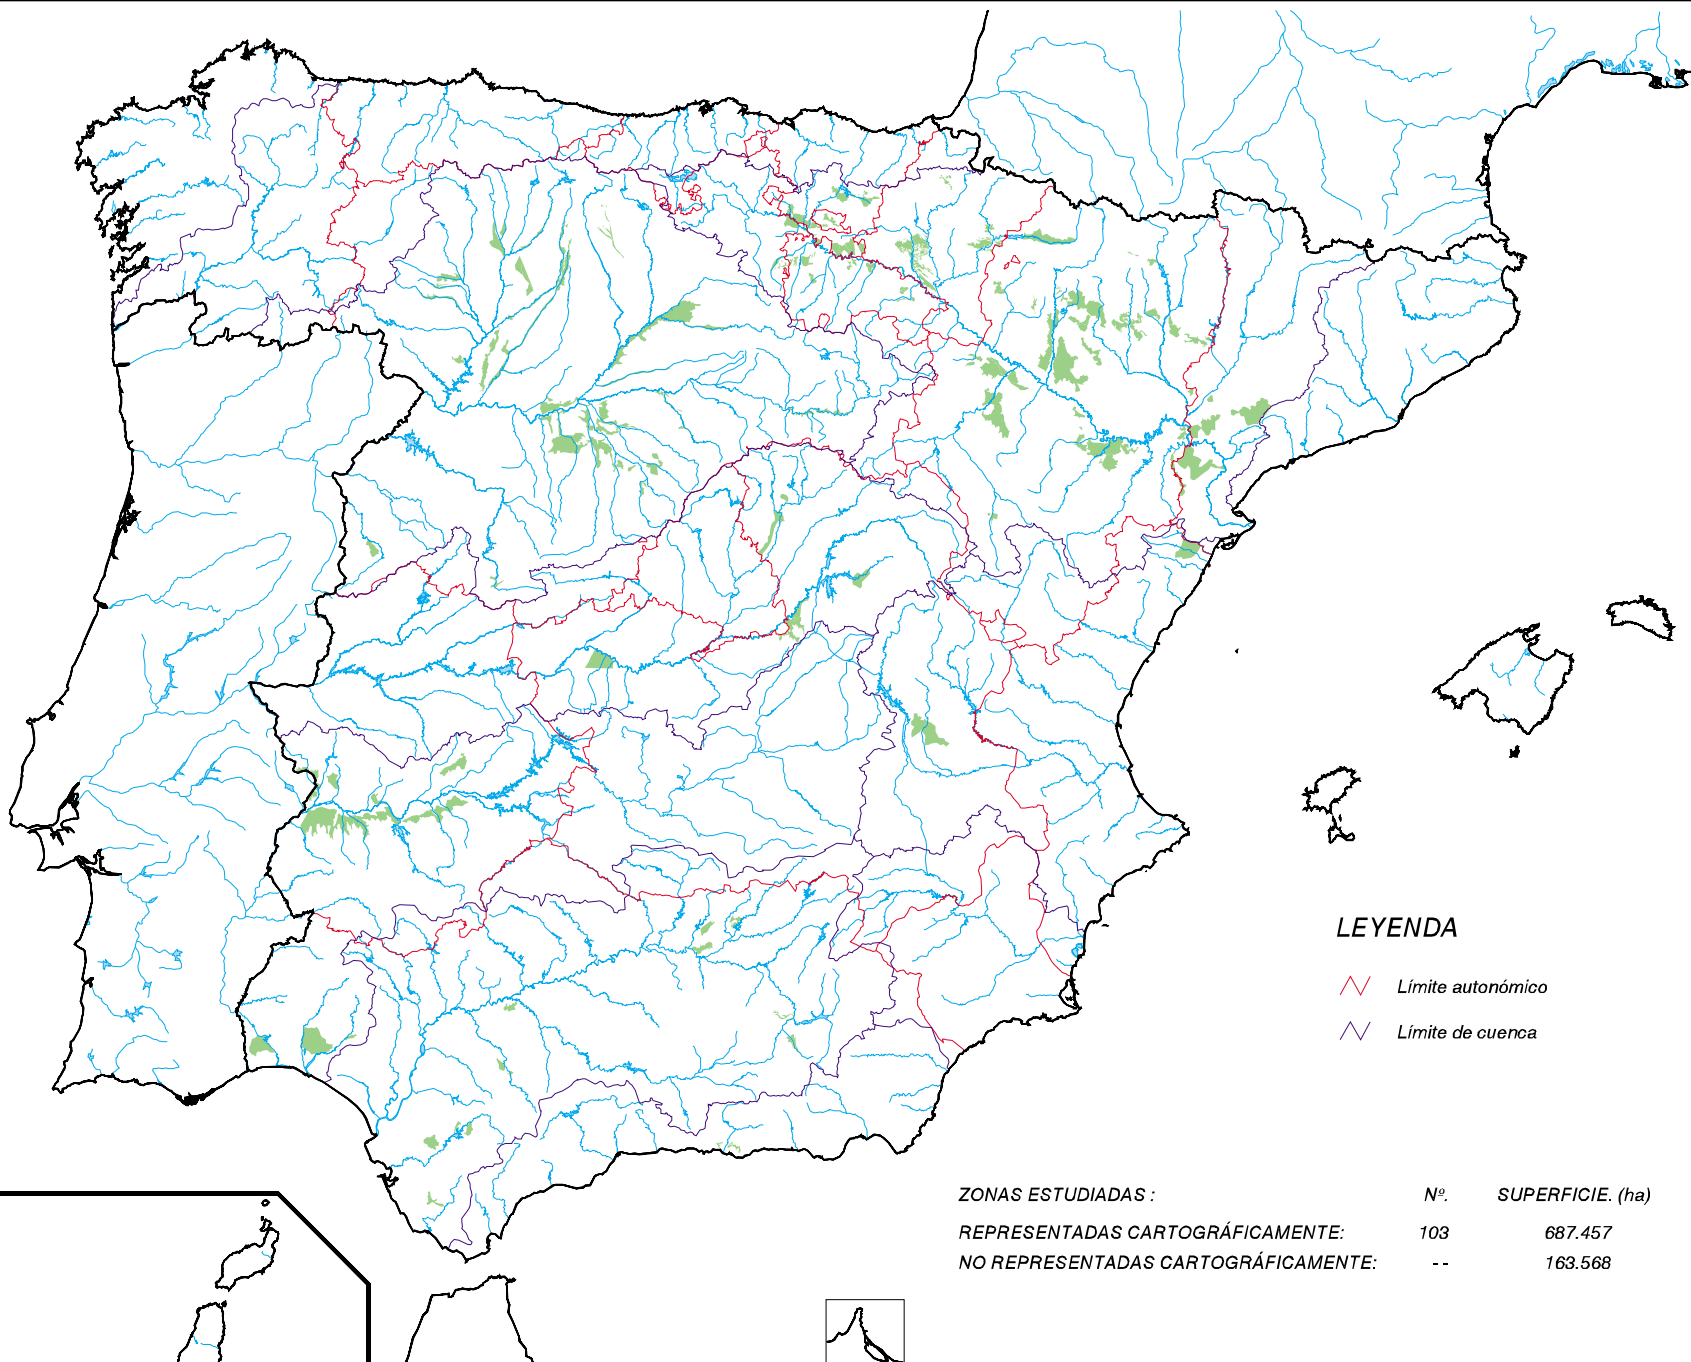 LEYENDA
Límite autonómico
Límite de cuenca
ZONAS ESTUDIADAS : Nº. SUPERFICIE. (ha)
REPRESENTADAS CARTOGRÁFICAMENTE: 103 687.457
NO REPRESENTADAS CARTOGRÁFICAMENTE: -- 163.568